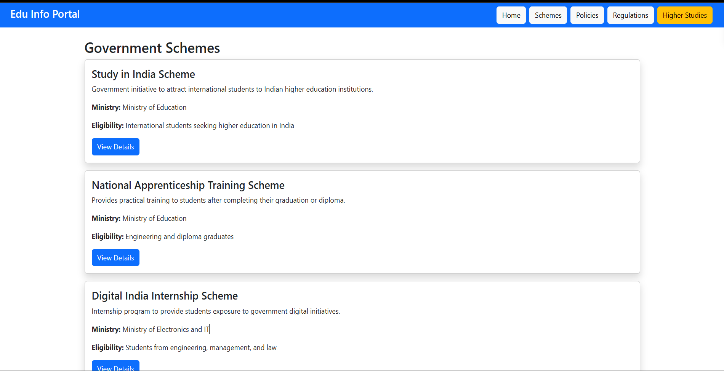 Edu Info Portal
Home Schemes Policies Regulations Higher Studies
Government Schemes
Study in India Scheme
Government initiative to attract international students to Indian higher education institutions.
Ministry: Ministry of Education
Eligibility: International students seeking higher education in India
View Details
National Apprenticeship Training Scheme
Provides practical training to students after completing their graduation or diploma.
Ministry: Ministry of Education
Eligibility: Engineering and diploma graduates
View Details
Digital India Internship Scheme
Internship program to provide students exposure to government digital initiatives.
Ministry: Ministry of Electronics and IT
Eligibility: Students from engineering, management, and law
View Details